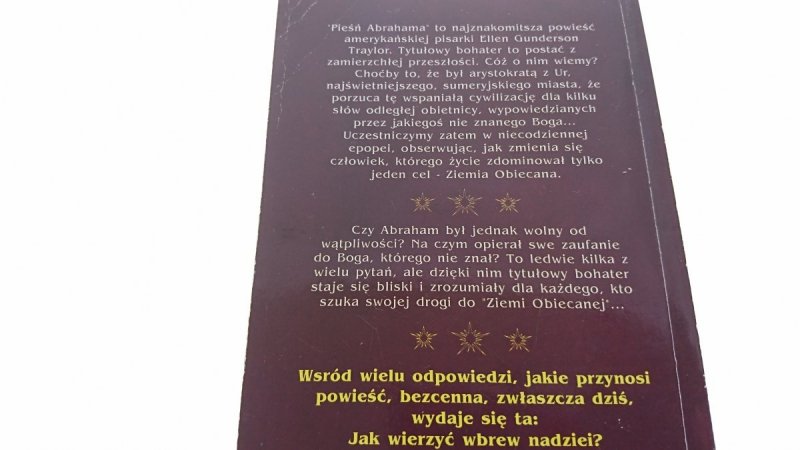 "Pieśń Abrahama" to najznakomitsza powieść
amerykańskiej pisarki Ellen Gunderson
Traylor. Tytułowy bohater to postać z
zamierzchłej przeszłości. Cóż o nim wiemy?
Choćby to, że był arystokratą z Ur,
najświetniejszego, sumeryjskiego miasta, że
porzuca tę wspaniałą cywilizację dla kilku
słów odległej obietnicy, wypowiedzianych
przez jakiegoś nie znanego Boga...
Uczestniczymy zatem w niecodziennej
epopei, obserwując, jak zmienia się
człowiek, którego życie zdominował tylko
jeden cel - Ziemia Obiecana.
Czy Abraham był jednak wolny od
wątpliwości? Na czym opierał swe zaufanie
do Boga, którego nie znał? To ledwie kilka z
wielu pytań, ale dzięki nim tytułowy bohater
staje się bliski i zrozumiały dla każdego, kto
szuka swojej drogi do "Ziemi Obiecanej"...
Wsród wielu odpowiedzi, jakie przynosi
powieść, bezcenna, zwłaszcza dziś,
wydaje się ta:
Jak wierzyć wbrew nadziei?